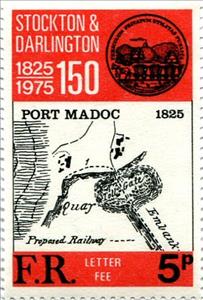 STOCKTON &
DARLINGTON
1825
1975
150
PORT MADOC 1825
Quay
Embank
Proposed Railway
F.R. LETTER
FEE
5P